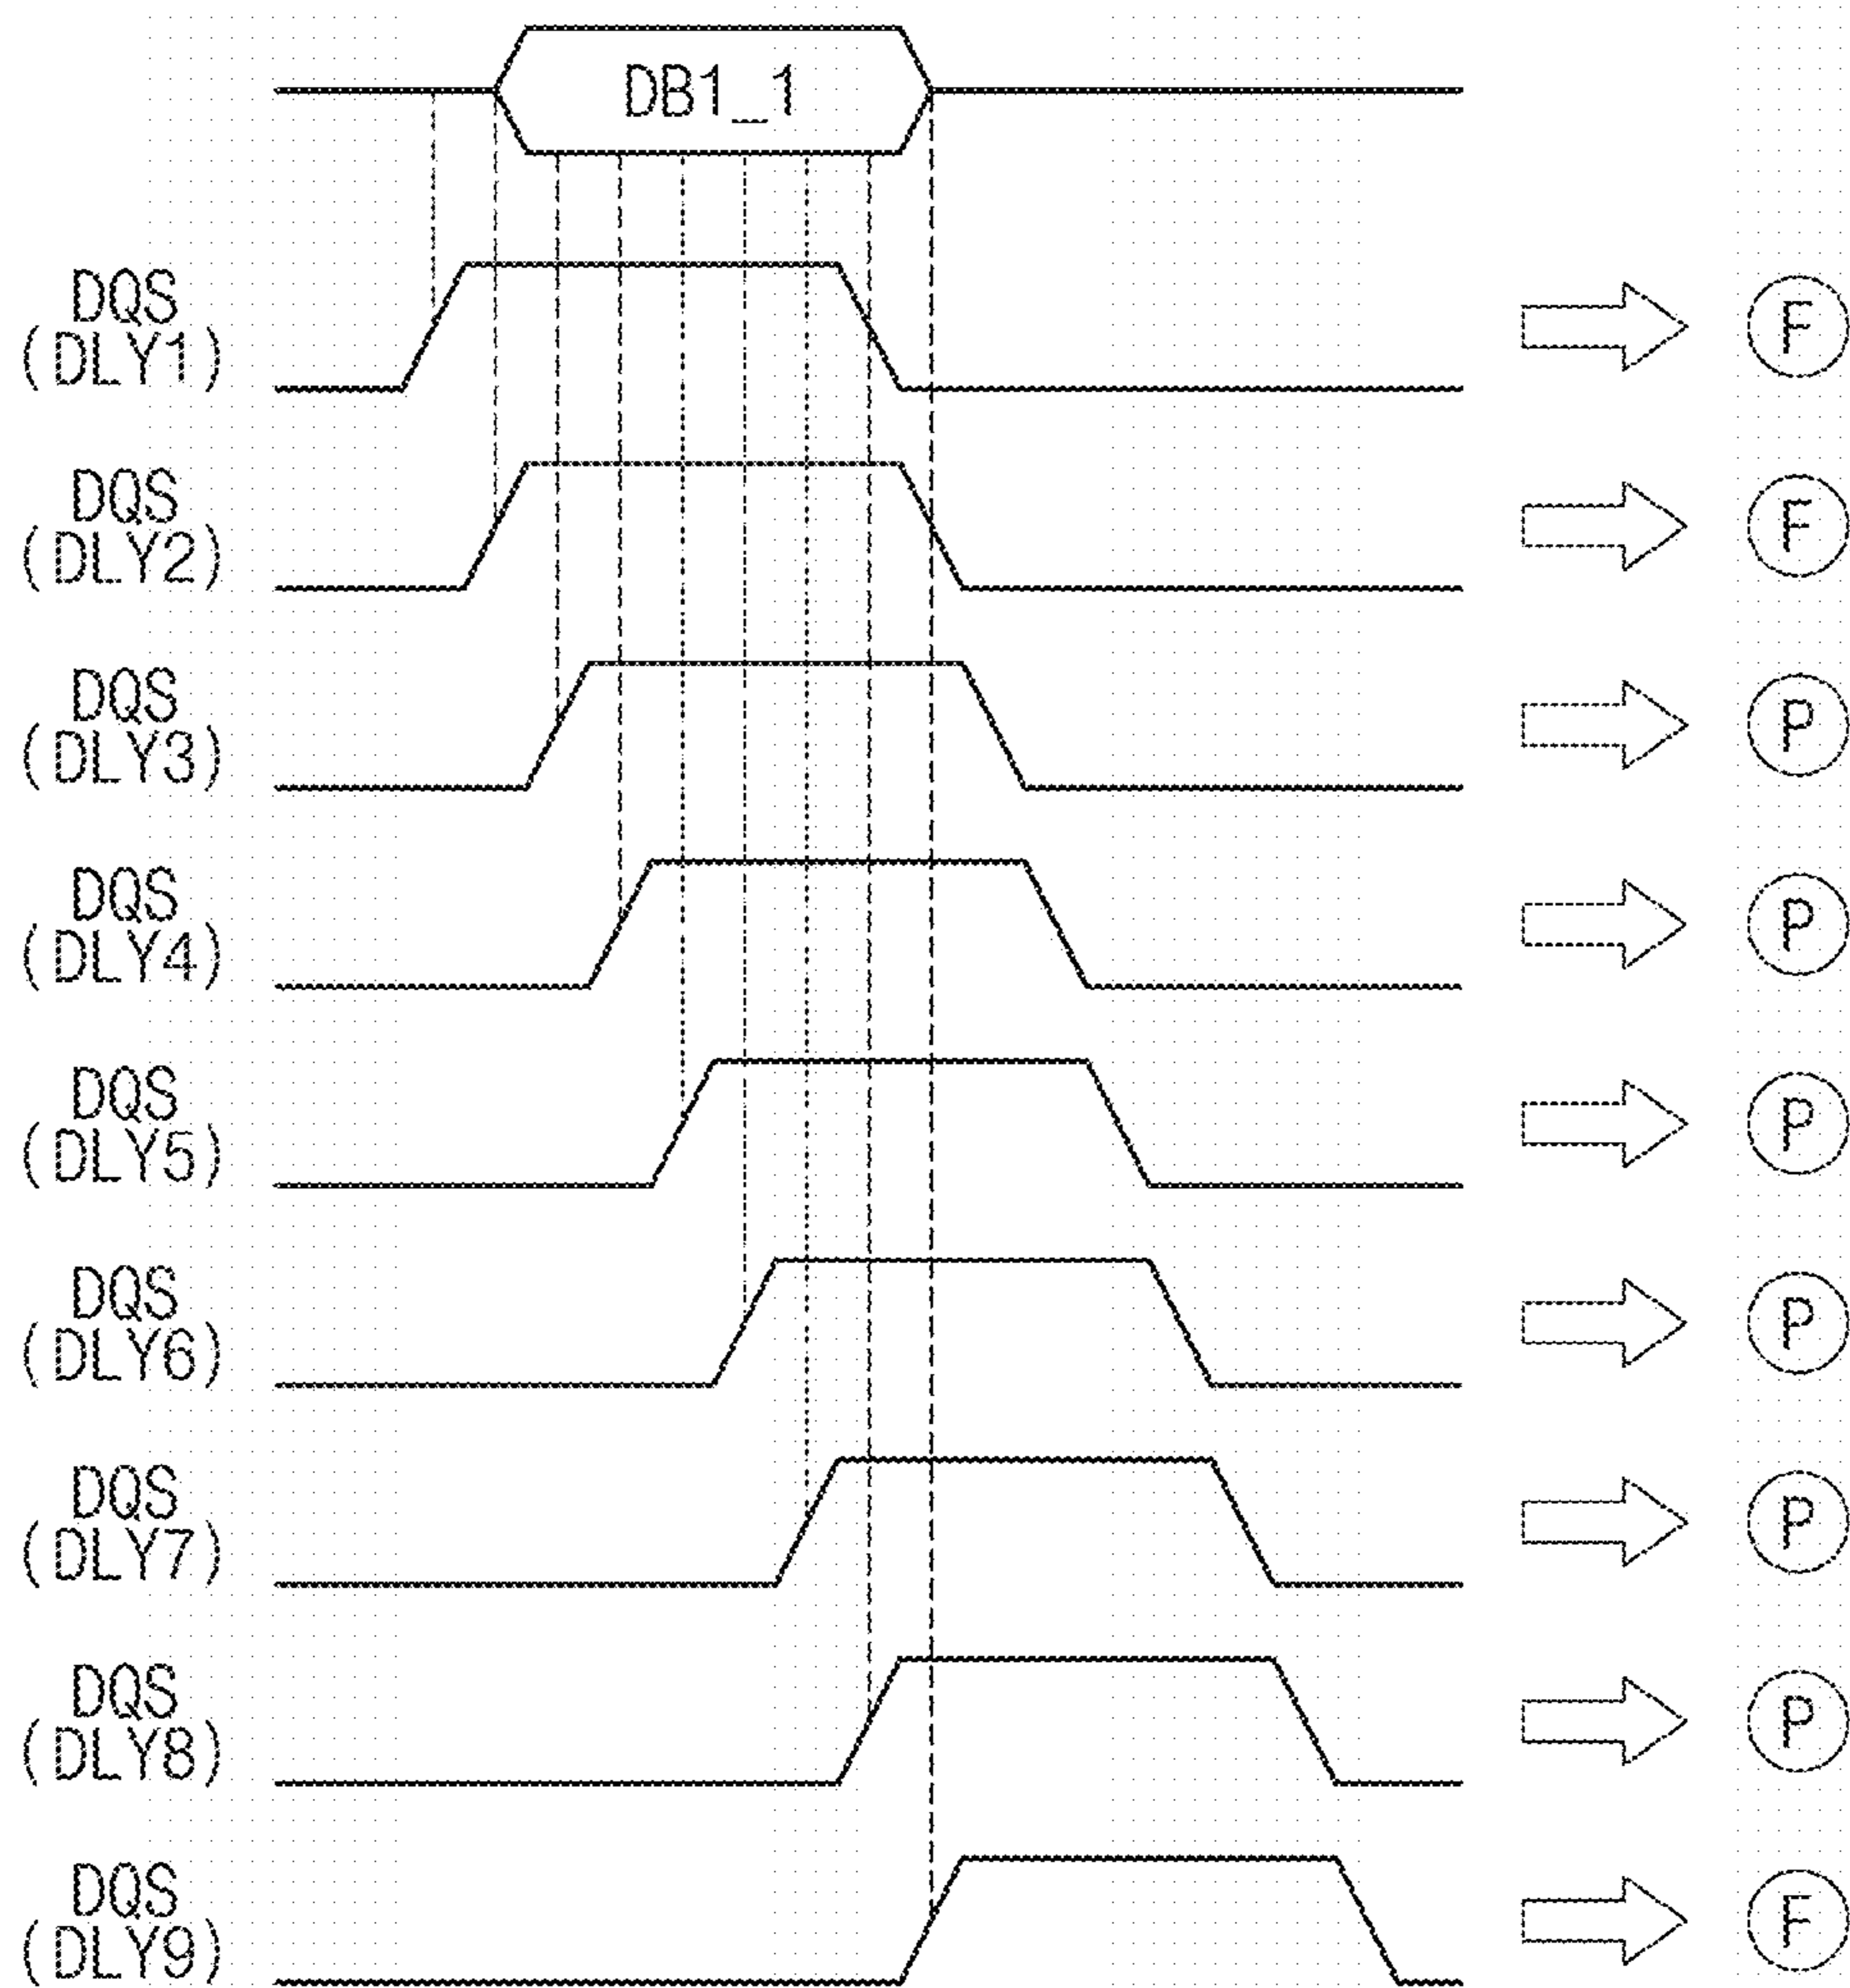 DB1_1
DQS
(DLY1)
F
DQS
(DLY2)
F
DQS
(DLY3)
P
DQS
(DLY4)
P
DQS
(DLY5)
P
DQS
(DLY6)
P
DQS
(DLY7)
P
DQS
(DLY8)
P
DQS
(DLY9)
F